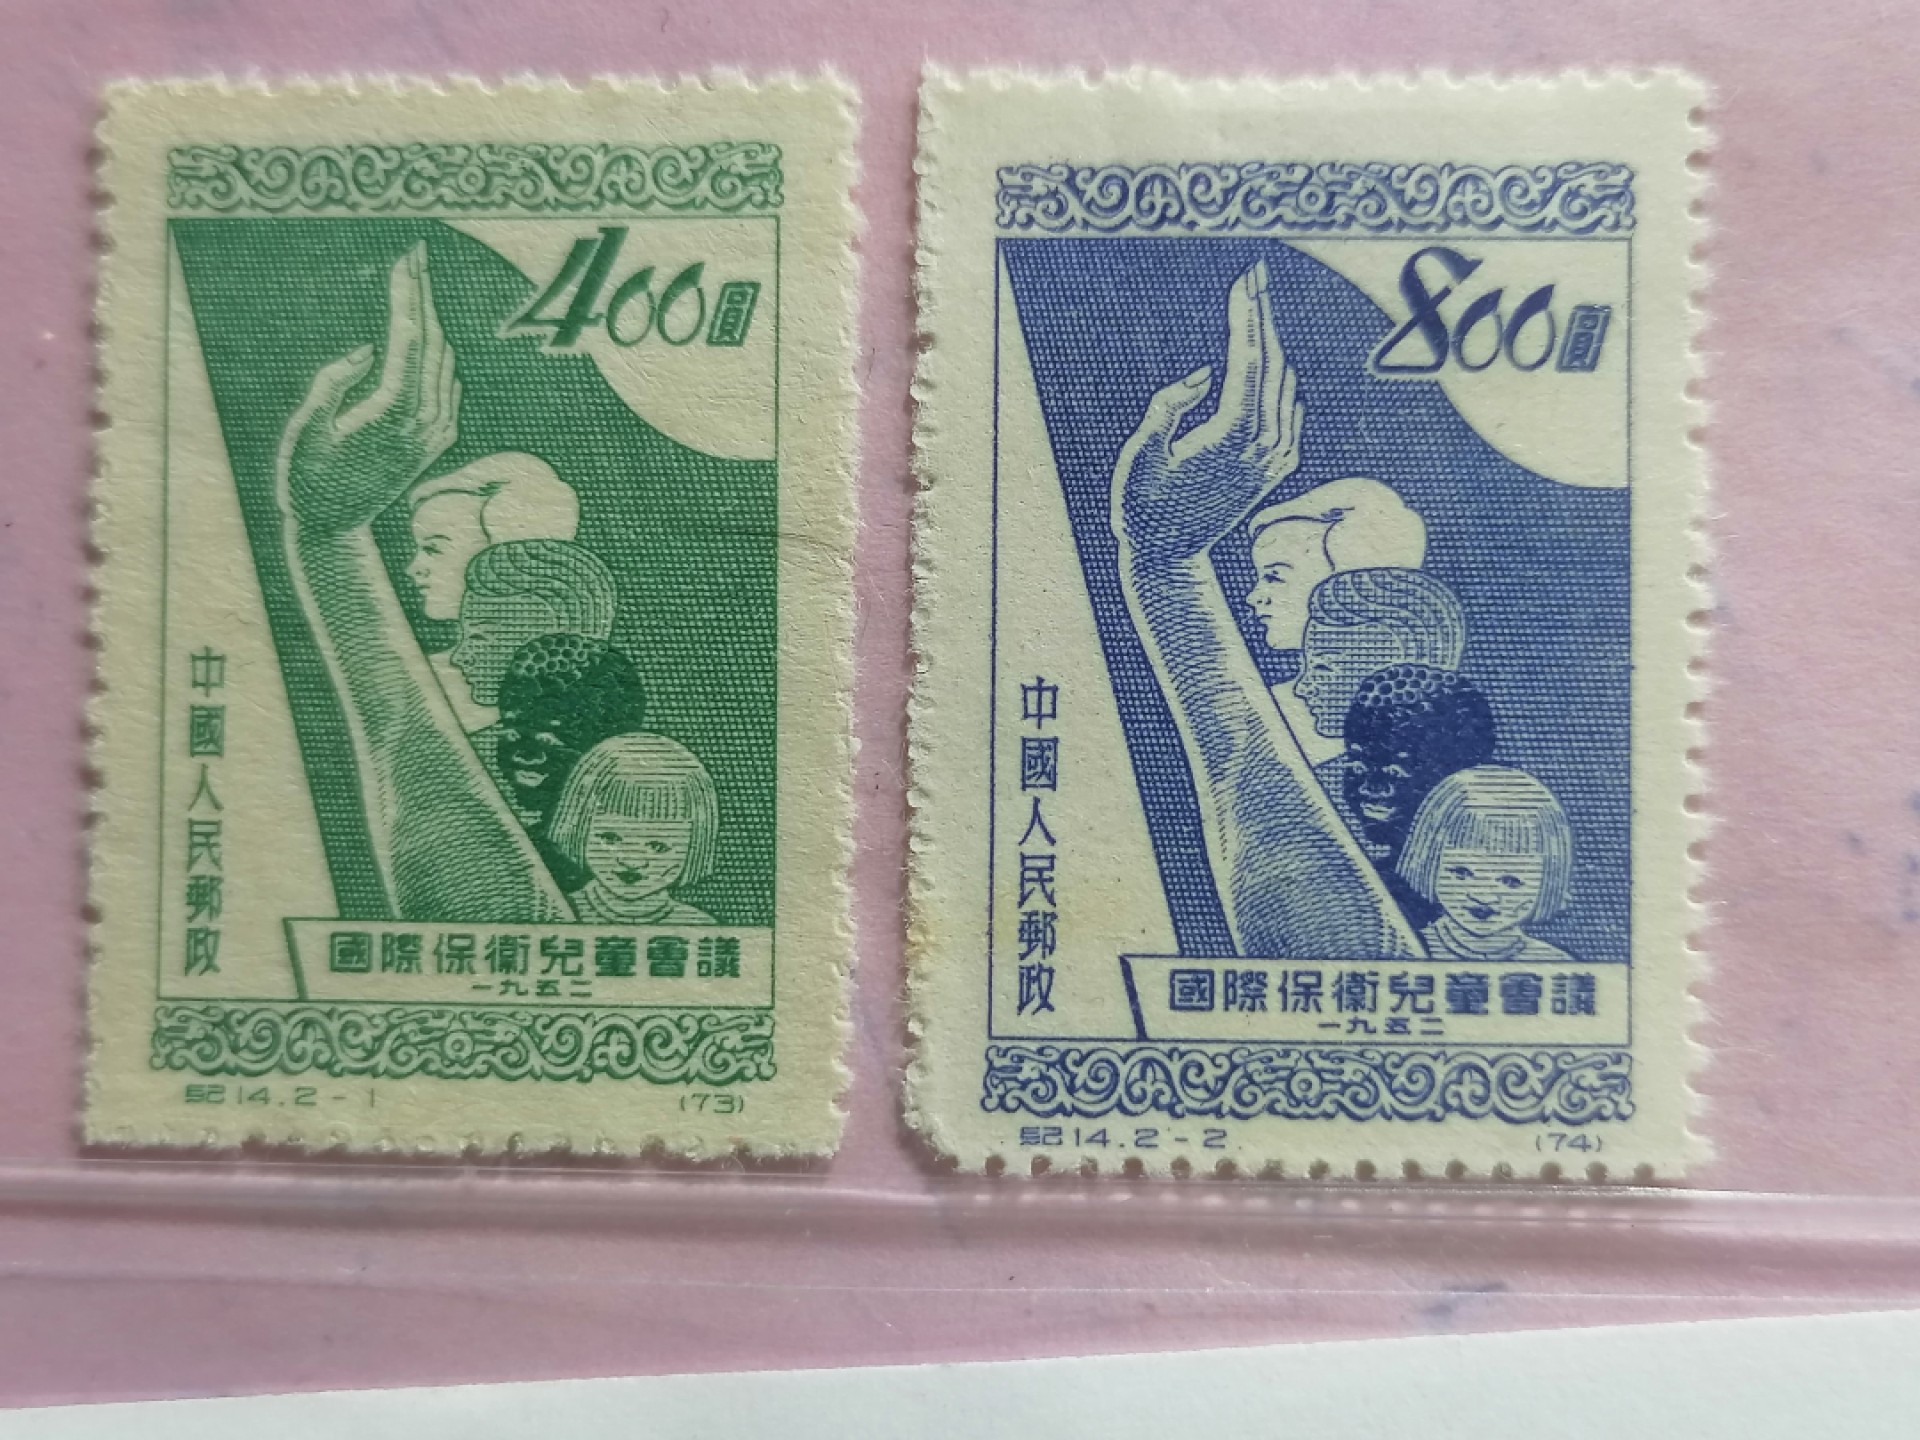 400圓
中國人民郵政
國際保衛兒童會議
一九五二
紀14.2-1
(73)
800圓
中國人民郵政
國際保衛兒童會議
一九五二
紀14.2-2
(74)